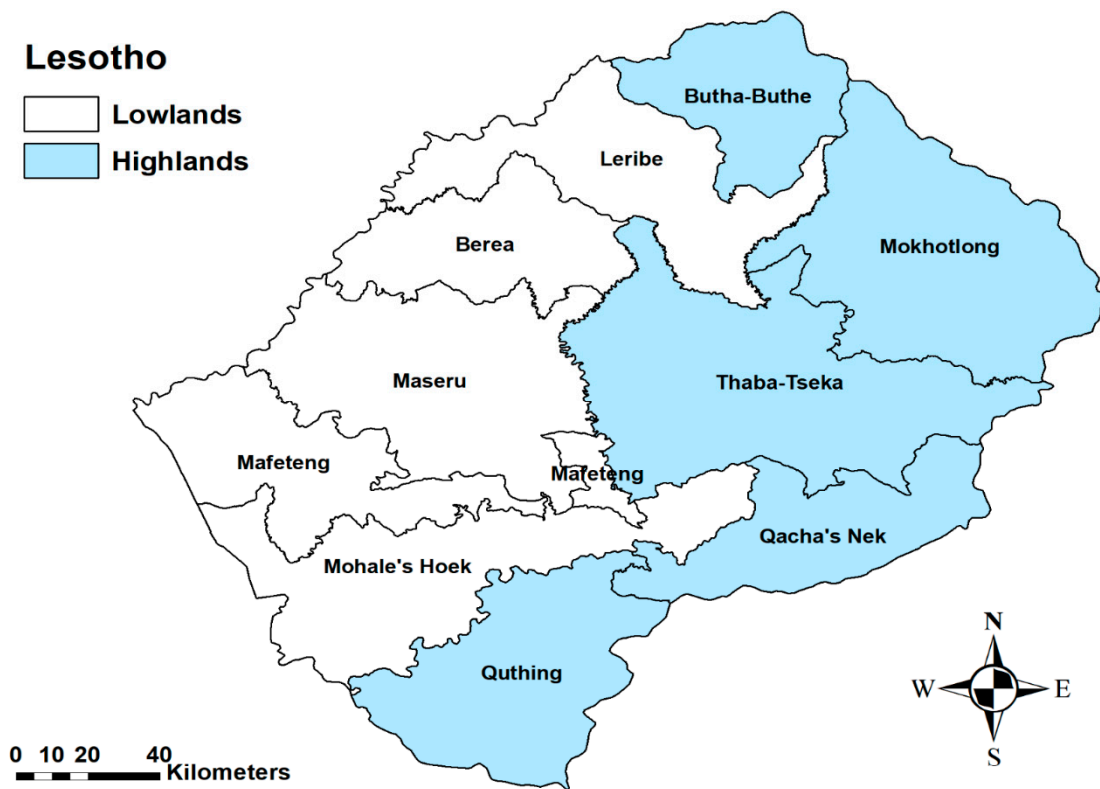 Lesotho
Lowlands
Highlands
Butha-Buthe
Leribe
Berea
Mokhotlong
Maseru
Thaba-Tseka
Mafeteng
Mafeteng
Qacha's Nek
Mohale's Hoek
Quthing
N
W E
S
0 10 20 40
Kilometers